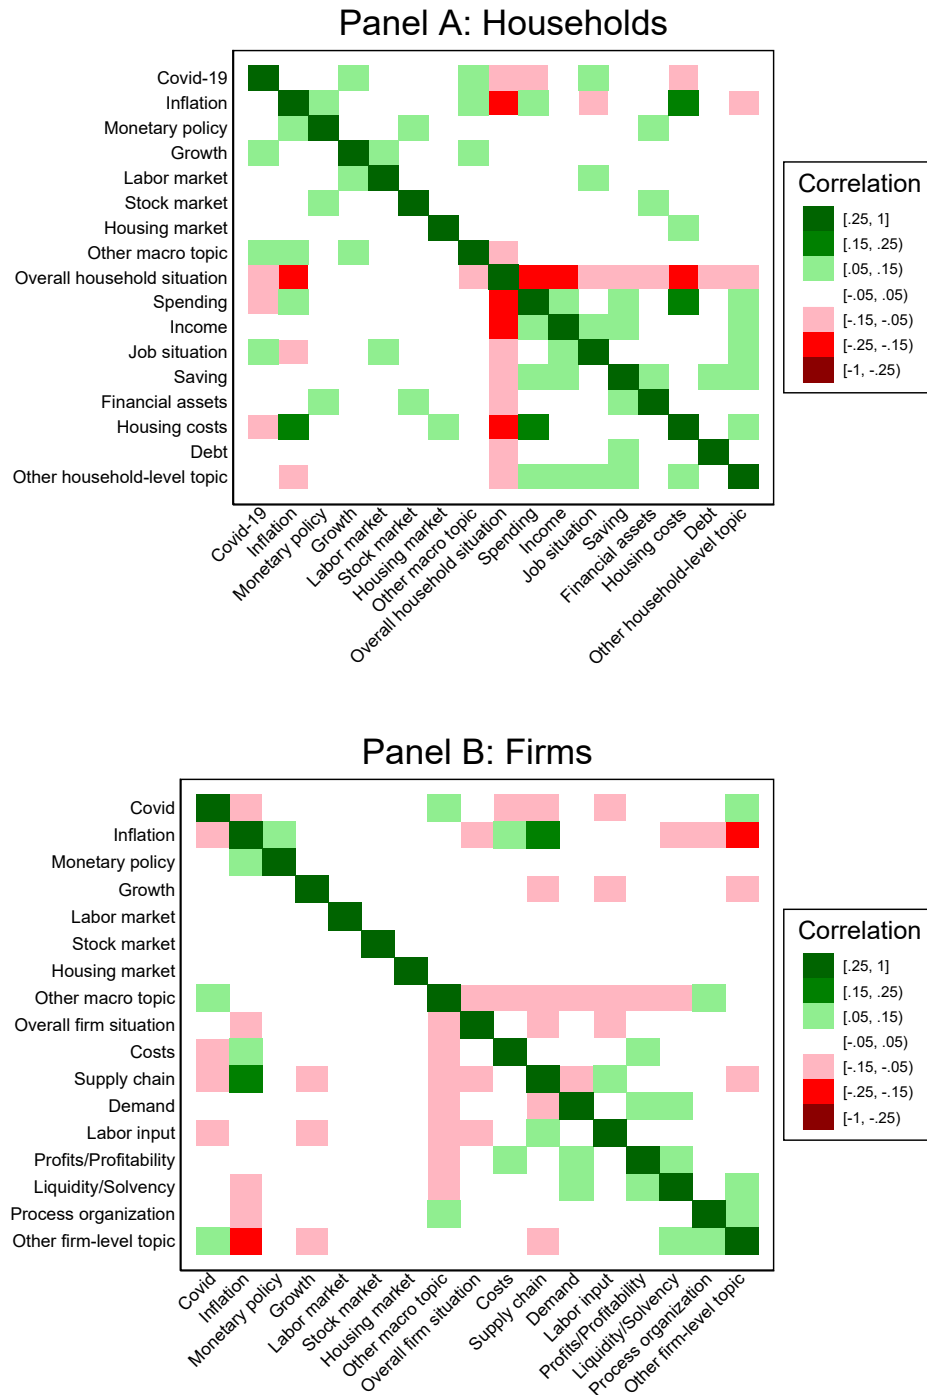 Panel A: Households
Covid-19
Inflation
Monetary policy
Growth
Labor market
Stock market
Housing market
Other macro topic
Overall household situation
Spending
Income
Job situation
Saving
Financial assets
Housing costs
Debt
Other household-level topic
Covid-19
Inflation
Monetary policy
Growth
Labor market
Stock market
Housing market
Other macro topic
Overall household situation
Spending
Income
Job situation
Saving
Financial assets
Housing costs
Debt
Other household-level topic
Correlation
[.25, 1]
[.15, .25)
[.05, .15)
[-.05, .05)
[-.15, -.05)
[-.25, -.15)
[-1, -.25)
Panel B: Firms
Covid
Inflation
Monetary policy
Growth
Labor market
Stock market
Housing market
Other macro topic
Overall firm situation
Costs
Supply chain
Demand
Labor input
Profits/Profitability
Liquidity/Solvency
Process organization
Other firm-level topic
Covid
Inflation
Monetary policy
Growth
Labor market
Stock market
Housing market
Other macro topic
Overall firm situation
Costs
Supply chain
Demand
Labor input
Profits/Profitability
Liquidity/Solvency
Process organization
Other firm-level topic
Correlation
[.25, 1]
[.15, .25)
[.05, .15)
[-.05, .05)
[-.15, -.05)
[-.25, -.15)
[-1, -.25)